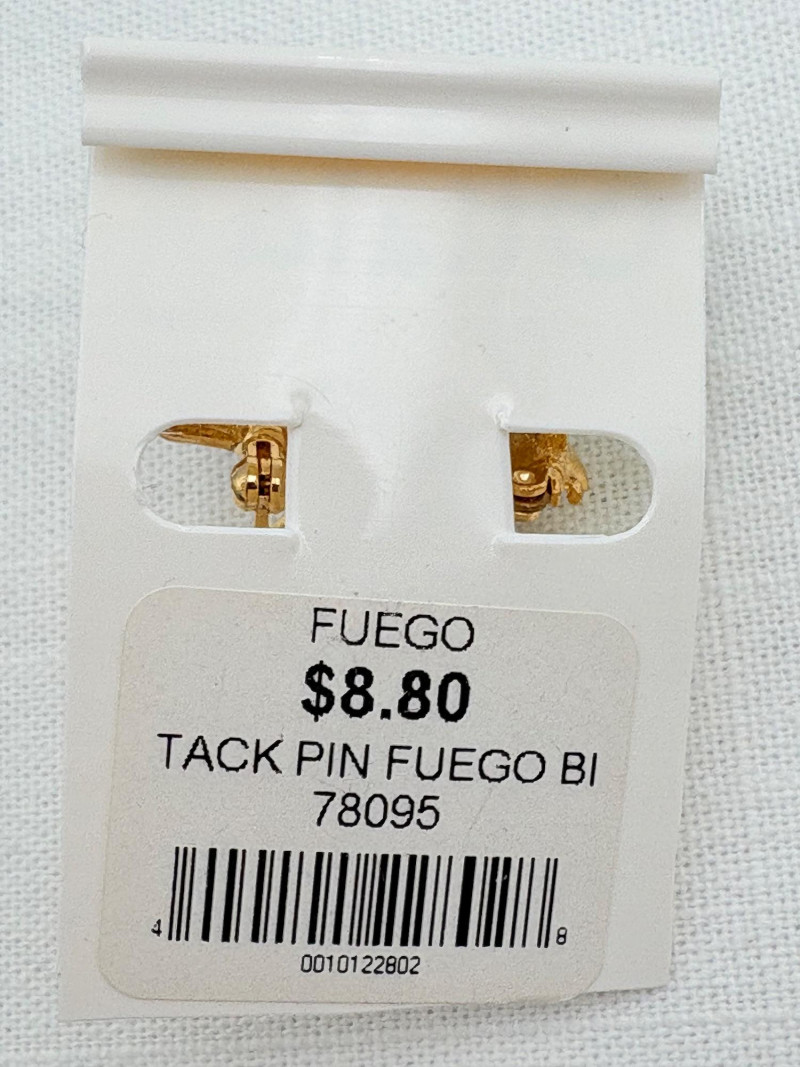 FUEGO
$8.80
TACK PIN FUEGO BI
78095
4 8
0010122802